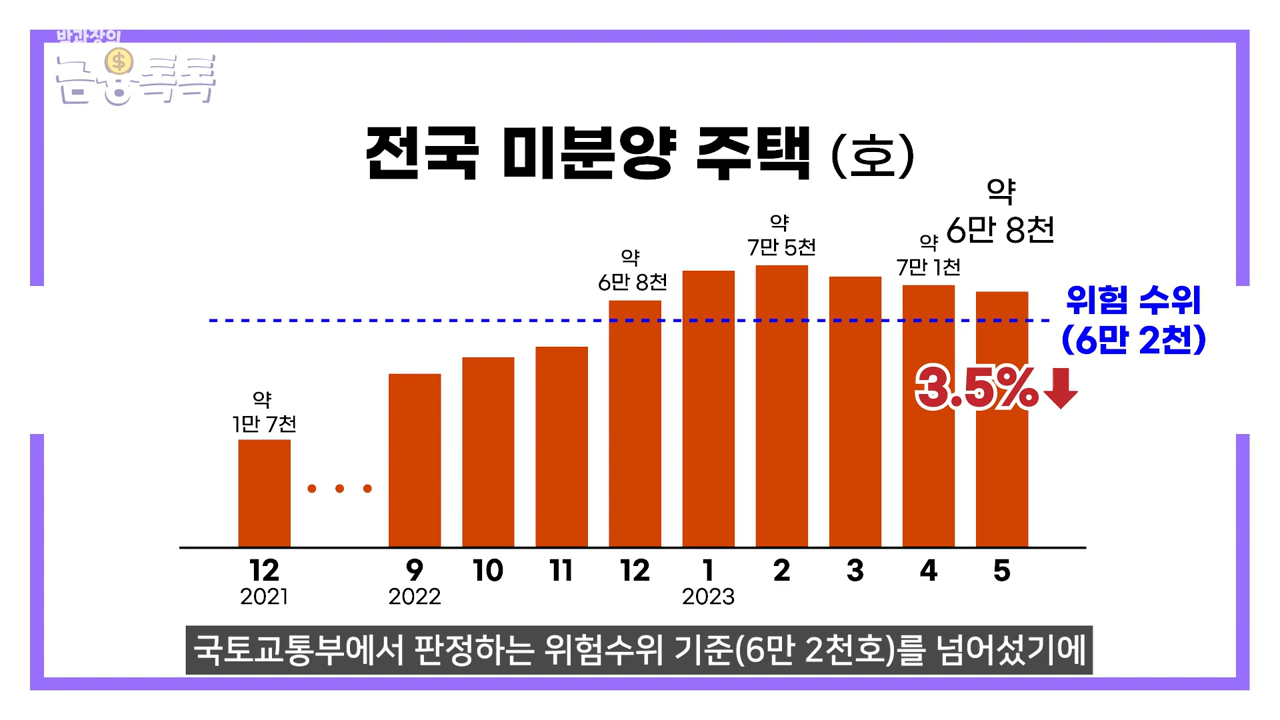 박과장의
금융톡톡
전국 미분양 주택 (호)
약
6만 8천
약
7만 5천
약
7만 1천
약
6만 8천
위험 수위
(6만 2천)
3.5%
약
1만 7천
12 9 10 11 12 1 2 3 4 5
2021 2022 2023
국토교통부에서 판정하는 위험수위 기준(6만 2천호)를 넘어섰기에